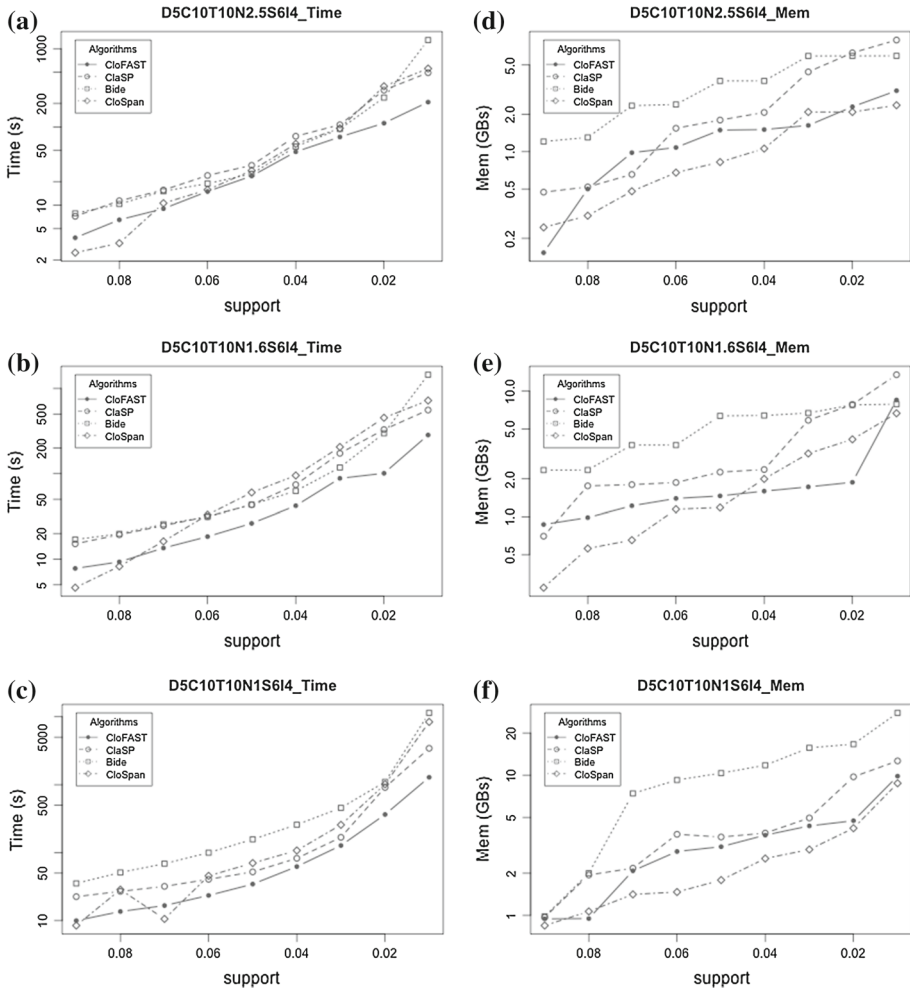 (a)
D5C10T10N2.5S6I4_Time
Time (s)
1000
200
50
10
5
2
Algorithms
CloFAST
ClaSP
Bide
CloSpan
0.08
0.06
0.04
0.02
support
(d)
D5C10T10N2.5S6I4_Mem
Mem (GBs)
5.0
2.0
1.0
0.5
0.2
Algorithms
CloFAST
ClaSP
Bide
CloSpan
0.08
0.06
0.04
0.02
support
(b)
D5C10T10N1.6S6I4_Time
Time (s)
500
200
50
20
10
5
Algorithms
CloFAST
ClaSP
Bide
CloSpan
0.08
0.06
0.04
0.02
support
(e)
D5C10T10N1.6S6I4_Mem
Mem (GBs)
10.0
5.0
2.0
1.0
0.5
Algorithms
CloFAST
ClaSP
Bide
CloSpan
0.08
0.06
0.04
0.02
support
(c)
D5C10T10N1S6I4_Time
Time (s)
5000
500
50
10
Algorithms
CloFAST
ClaSP
Bide
CloSpan
0.08
0.06
0.04
0.02
support
(f)
D5C10T10N1S6I4_Mem
Mem (GBs)
20
10
5
2
1
Algorithms
CloFAST
ClaSP
Bide
CloSpan
0.08
0.06
0.04
0.02
support